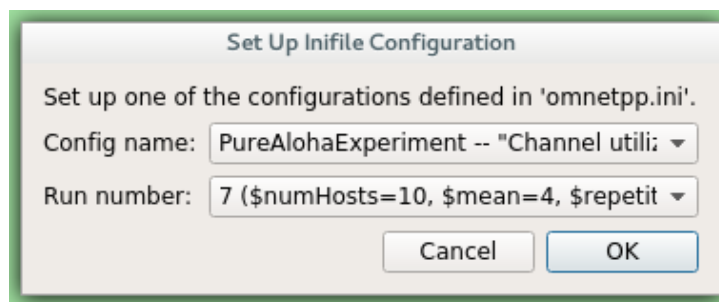 Set Up Inifile Configuration
Set up one of the configurations defined in 'omnetpp.ini'.
Config name: PureAlohaExperiment -- "Channel utiliz
Run number: 7 ($numHosts=10, $mean=4, $repetit
Cancel OK